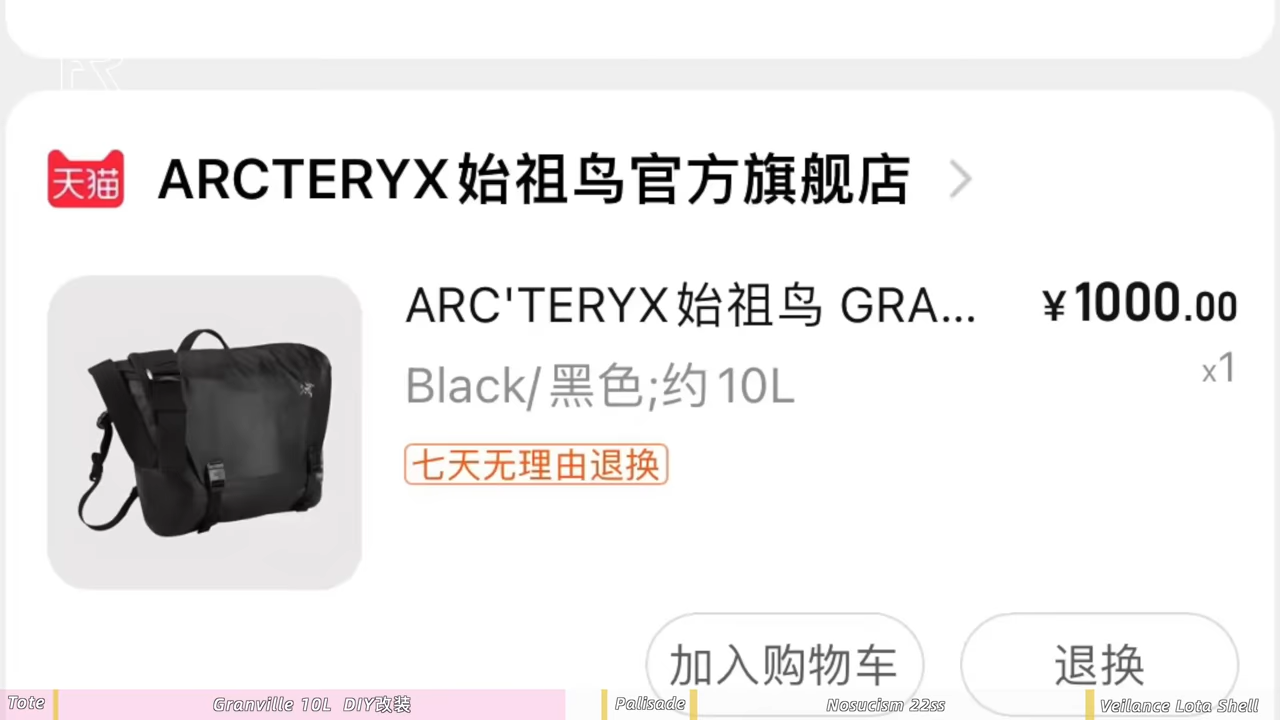 天猫 ARCTERYX始祖鸟官方旗舰店
ARC'TERYX始祖鸟 GRA... ¥1000.00
Black/黑色;约10L x1
七天无理由退换
加入购物车 退换
Tote Granville 10L DIY改装 Palisade Nosucism 22ss Veilance Lota Shell